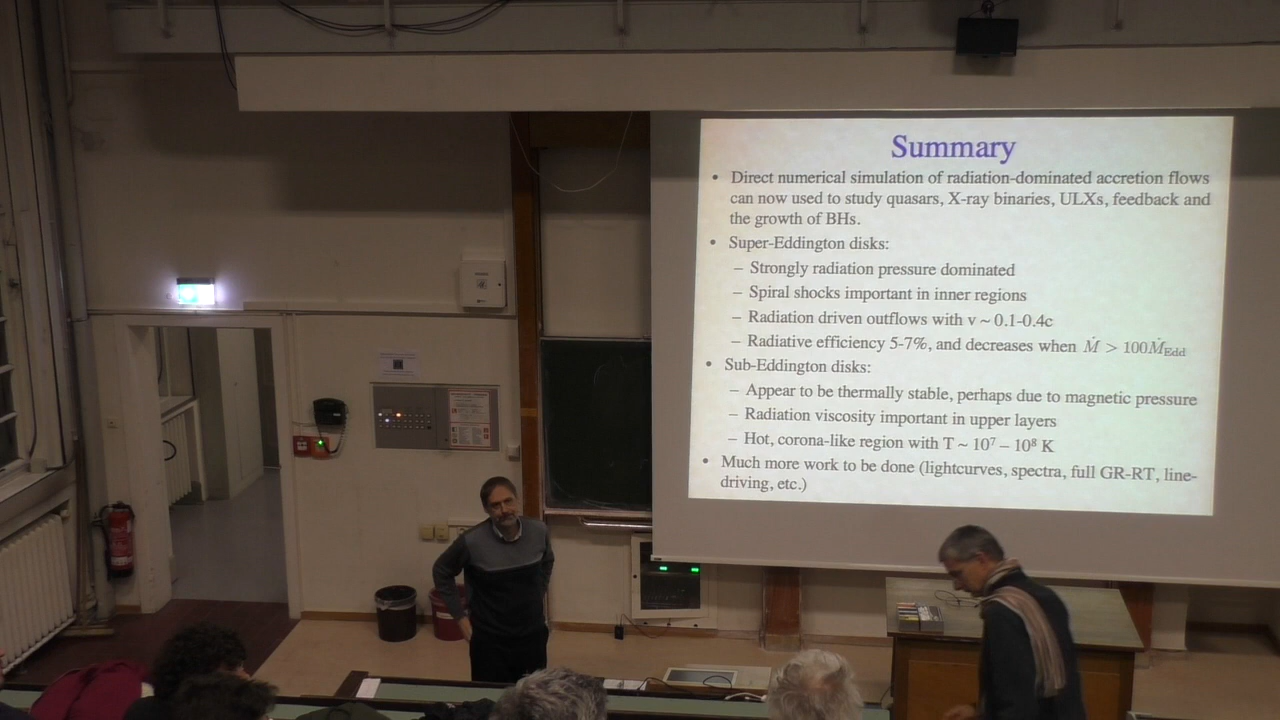 Summary
• Direct numerical simulation of radiation-dominated accretion flows
can now used to study quasars, X-ray binaries, ULXs, feedback and
the growth of BHs.
• Super-Eddington disks:
– Strongly radiation pressure dominated
– Spiral shocks important in inner regions
– Radiation driven outflows with v ~ 0.1-0.4c
– Radiative efficiency 5-7%, and decreases when Ṁ > 100Ṁ_Edd
• Sub-Eddington disks:
– Appear to be thermally stable, perhaps due to magnetic pressure
– Radiation viscosity important in upper layers
– Hot, corona-like region with T ~ 10⁷ – 10⁸ K
• Much more work to be done (lightcurves, spectra, full GR-RT, line-
driving, etc.)